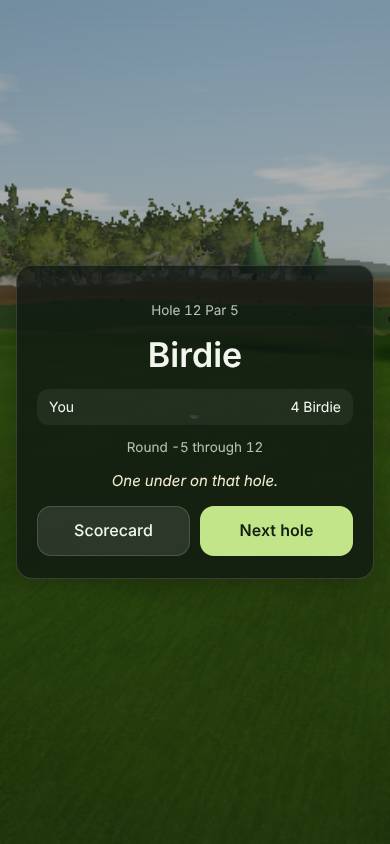 Hole 12 Par 5
Birdie
You 4 Birdie
Round -5 through 12
One under on that hole.
Scorecard Next hole